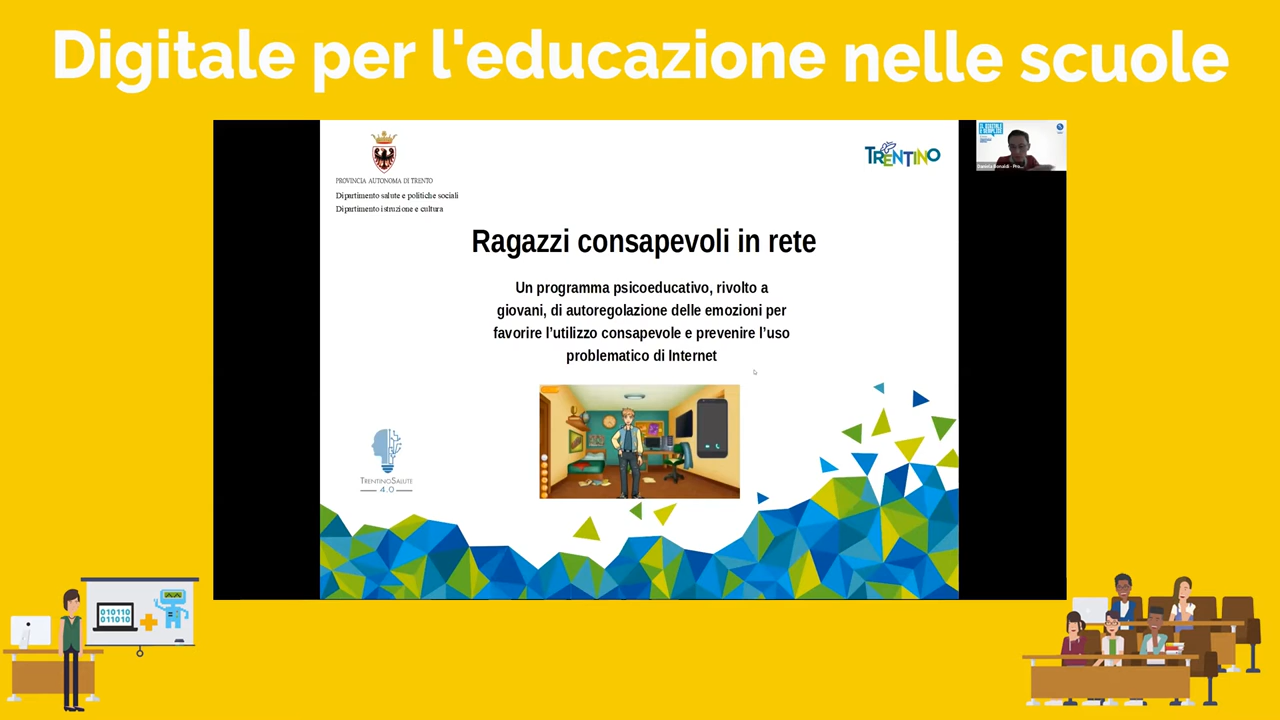 Digitale per l'educazione nelle scuole
PROVINCIA AUTONOMA DI TRENTO
Dipartimento salute e politiche sociali
Dipartimento istruzione e cultura
TRENTINO
Ragazzi consapevoli in rete
Un programma psicoeducativo, rivolto a
giovani, di autoregolazione delle emozioni per
favorire l'utilizzo consapevole e prevenire l'uso
problematico di Internet
TRENTINOSALUTE
4.0
010110
011010